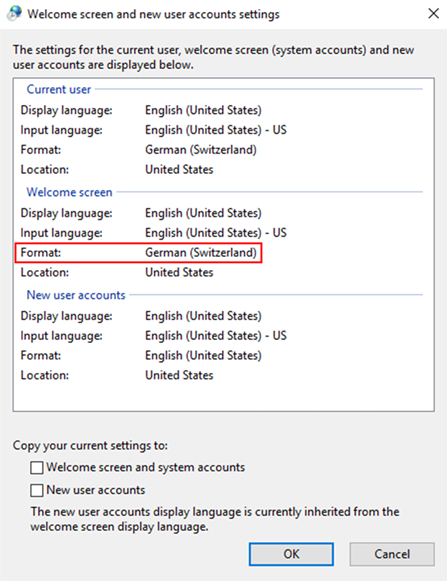 Welcome screen and new user accounts settings
The settings for the current user, welcome screen (system accounts) and new
user accounts are displayed below.
Current user
Display language: English (United States)
Input language: English (United States) - US
Format: German (Switzerland)
Location: United States
Welcome screen
Display language: English (United States)
Input language: English (United States) - US
Format: German (Switzerland)
Location: United States
New user accounts
Display language: English (United States)
Input language: English (United States) - US
Format: English (United States)
Location: United States
Copy your current settings to:
Welcome screen and system accounts
New user accounts
The new user accounts display language is currently inherited from the
welcome screen display language.
OK Cancel